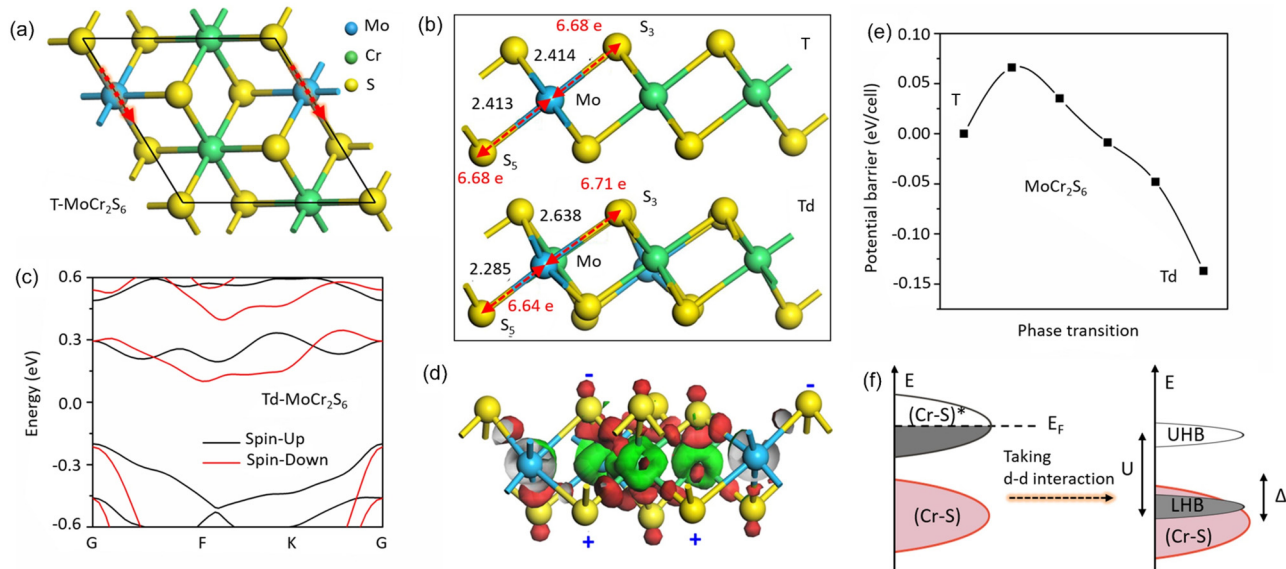 (a)
Mo
Cr
S
T-MoCr₂S₆
(b)
6.68 e
S₃
T
2.414
2.413
Mo
S₅
6.68 e
6.71 e
S₃
Td
2.638
2.285
Mo
6.64 e
S₅
(c)
0.6
0.3
0.0
-0.3
-0.6
Energy (eV)
Td-MoCr₂S₆
Spin-Up
Spin-Down
G
F
K
G
(d)
-
-
+
+
(e)
0.10
0.05
0.00
-0.05
-0.10
-0.15
Potential barrier (eV/cell)
T
MoCr₂S₆
Td
Phase transition
(f)
E
(Cr-S)*
E_F
(Cr-S)
Taking
d-d interaction
E
UHB
U
LHB
Δ
(Cr-S)